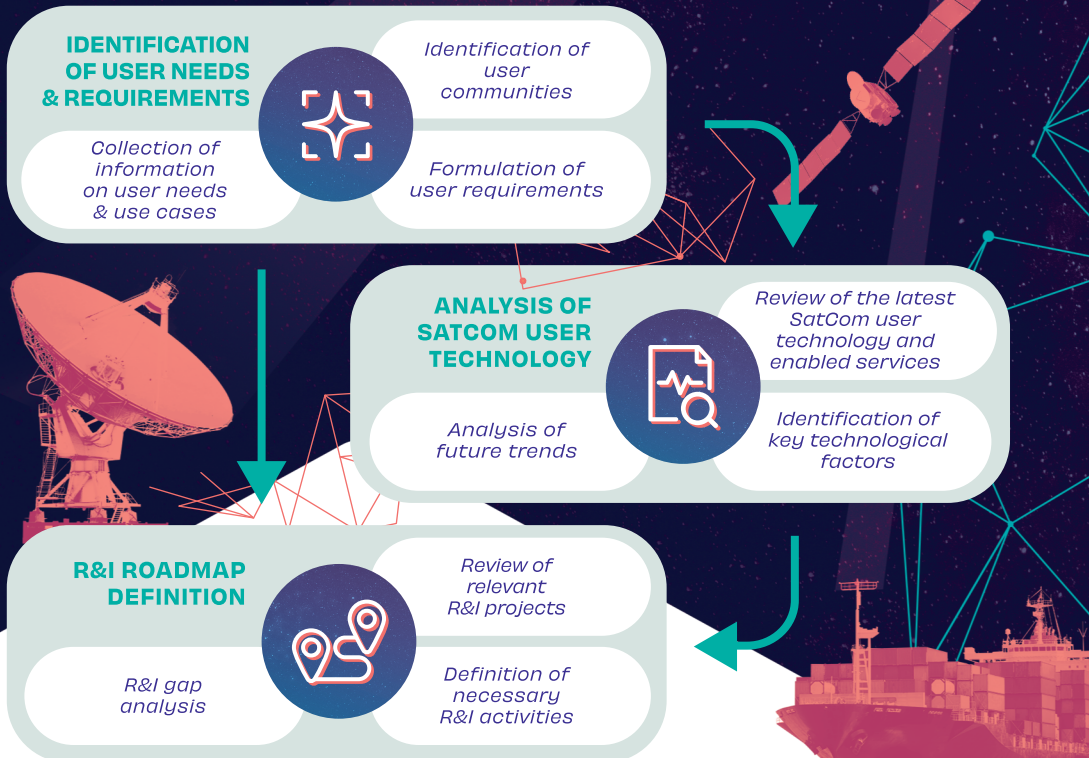 IDENTIFICATION
OF USER NEEDS
& REQUIREMENTS
Identification of
user
communities
Collection of
information
on user needs
& use cases
Formulation of
user requirements
ANALYSIS OF
SATCOM USER
TECHNOLOGY
Review of the latest
SatCom user
technology and
enabled services
Analysis of
future trends
Identification of
key technological
factors
R&I ROADMAP
DEFINITION
Review of
relevant
R&I projects
R&I gap
analysis
Definition of
necessary
R&I activities